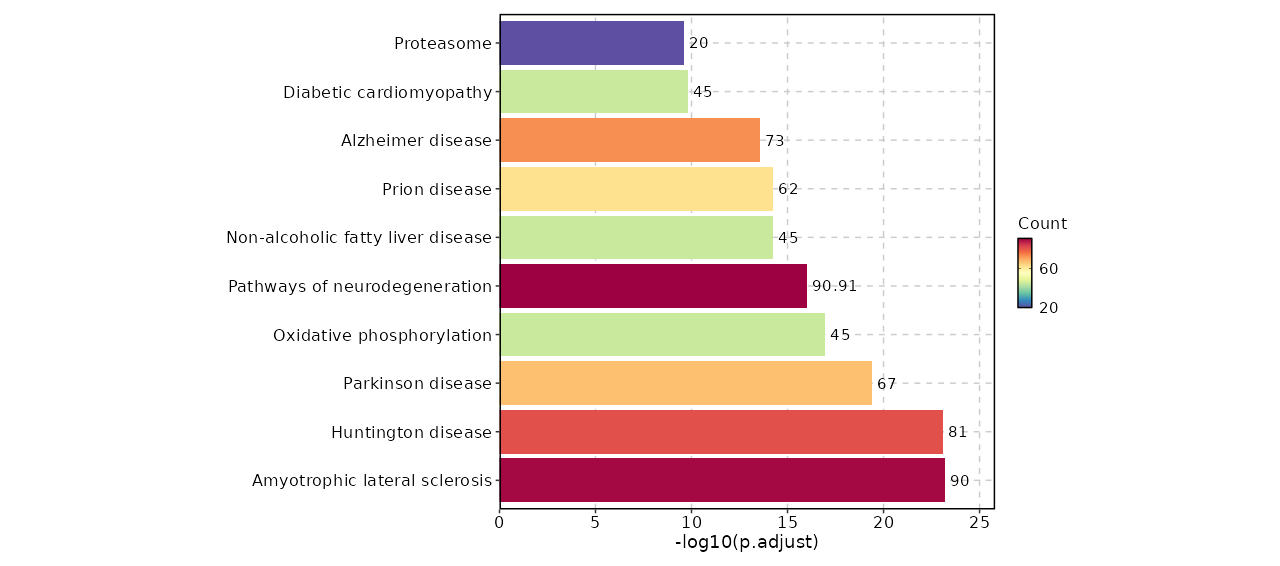 Proteasome 20
Diabetic cardiomyopathy 45
Alzheimer disease 73
Prion disease 62
Non-alcoholic fatty liver disease 45
Pathways of neurodegeneration 90.91
Oxidative phosphorylation 45
Parkinson disease 67
Huntington disease 81
Amyotrophic lateral sclerosis 90
0 5 10 15 20 25
-log10(p.adjust)
Count
60
20